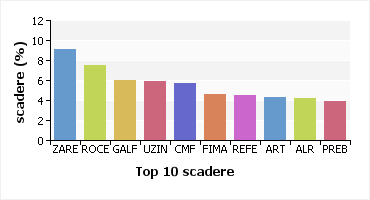 12
10
8
6
4
2
0
scadere (%)
ZARE ROCE GALF UZIN CMF FIMA REFE ART ALR PREB
Top 10 scadere